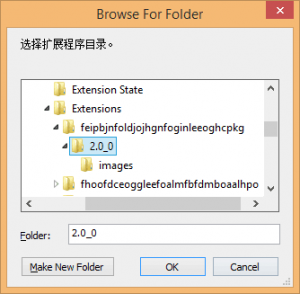 Browse For Folder
选择扩展程序目录。
Extension State
Extensions
feipbjnfoldjojhgnfoginleeoghcpkg
2.0_0
images
fhoofdceoggleefoalmfbfdmboaalhpo
Folder: 2.0_0
Make New Folder OK Cancel